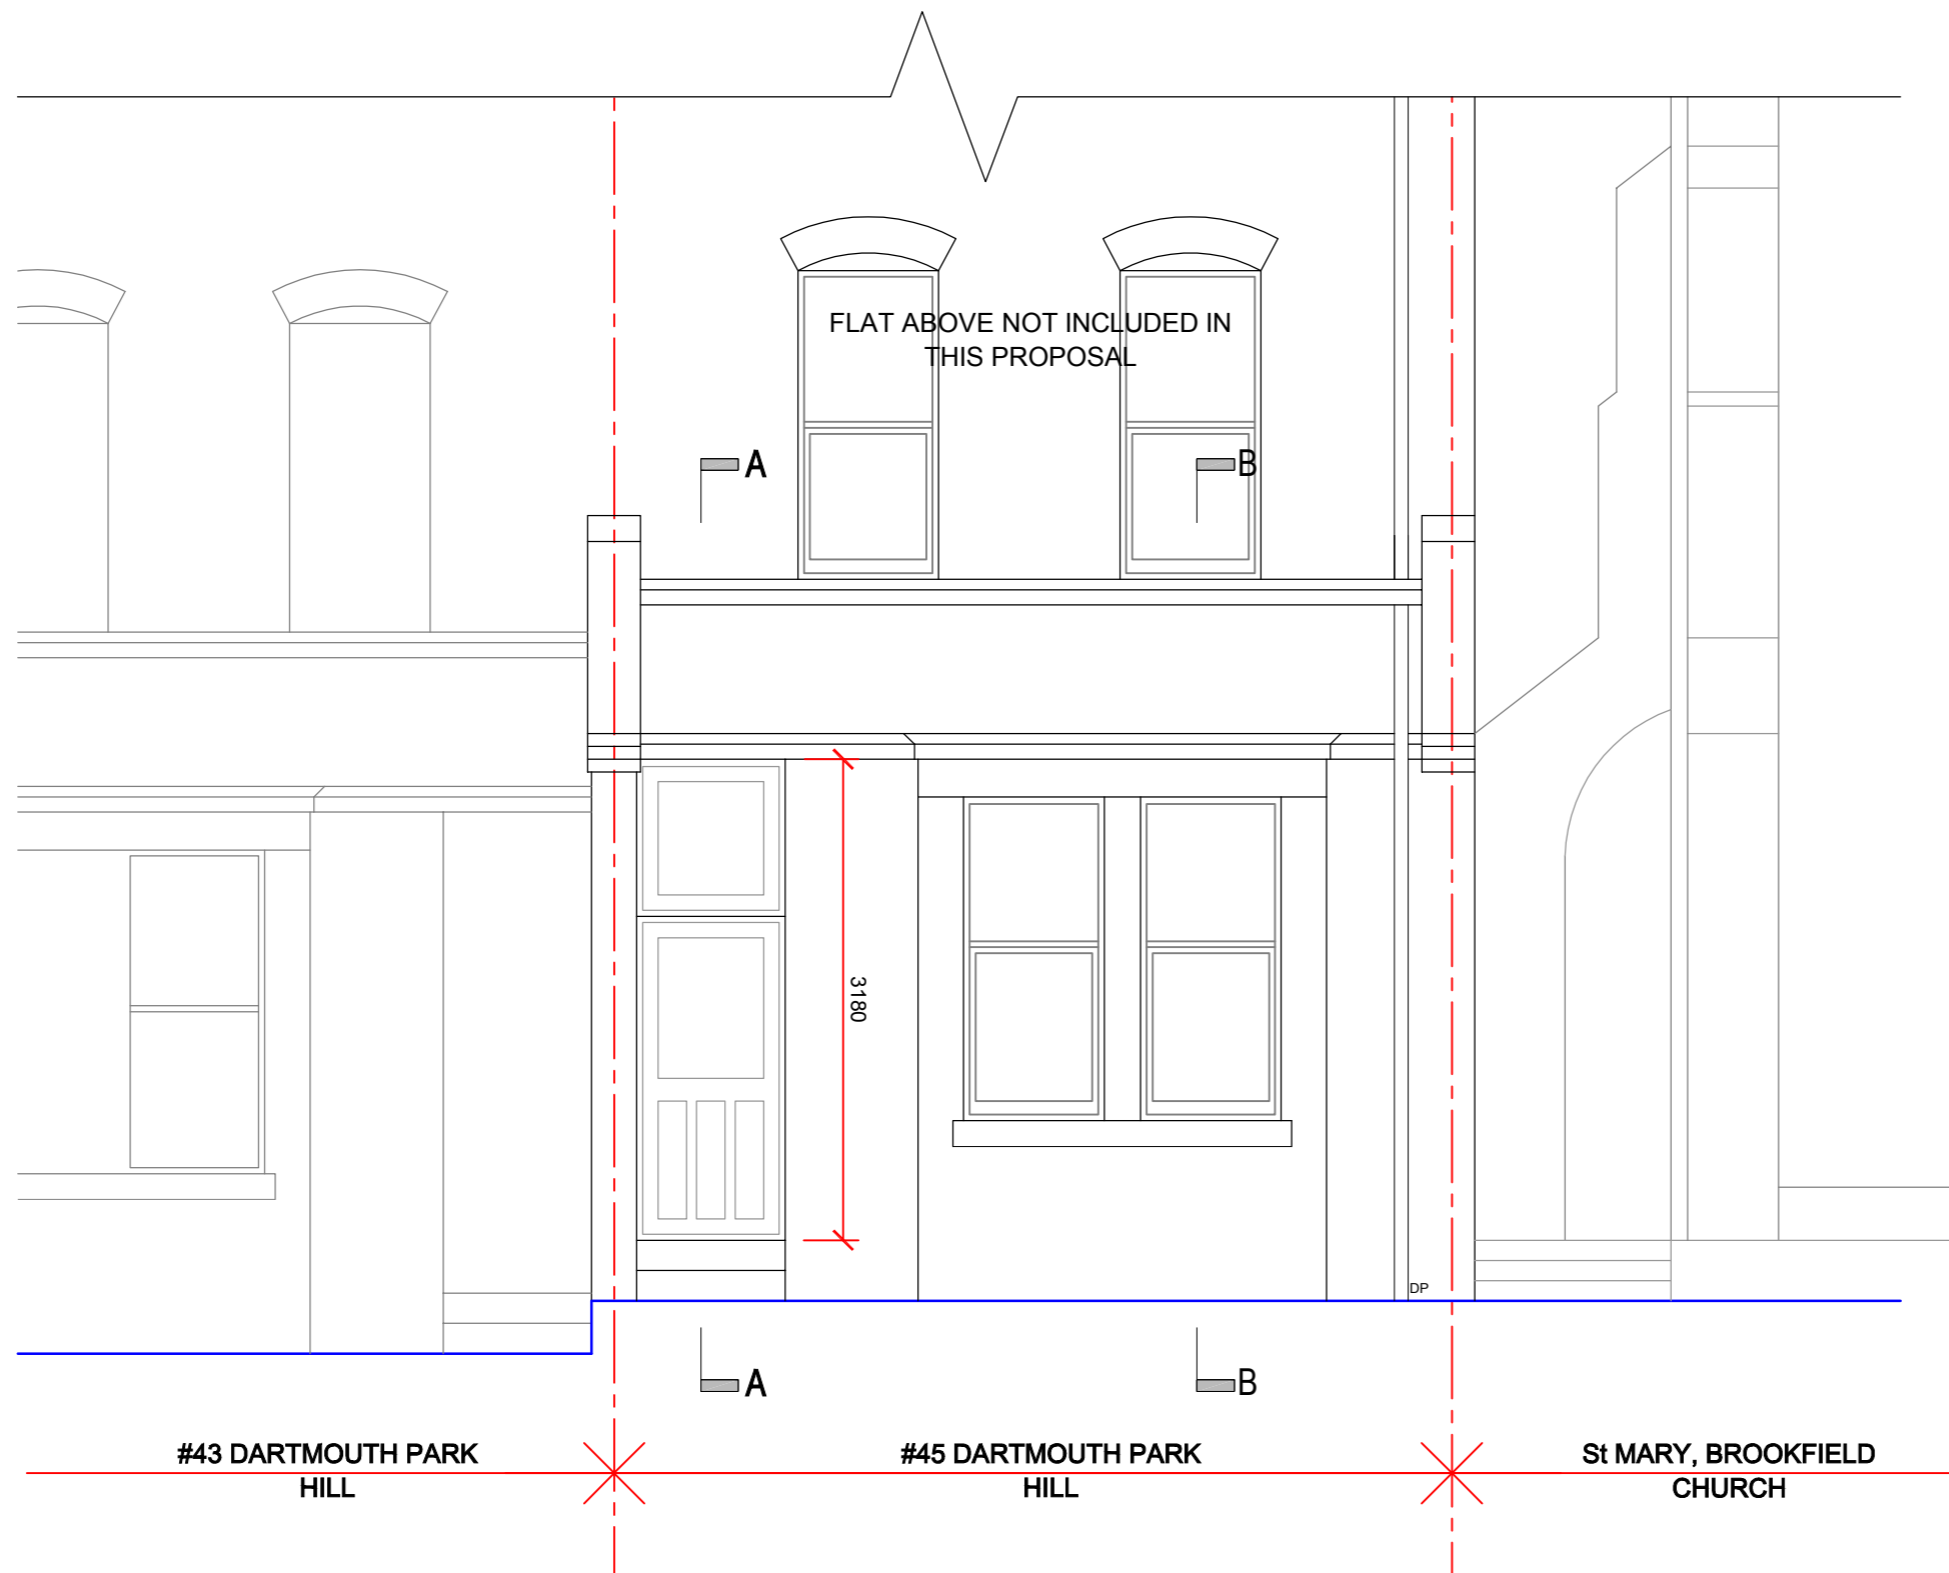 FLAT ABOVE NOT INCLUDED IN
THIS PROPOSAL
A
B
3180
DP
A
B
#43 DARTMOUTH PARK
HILL
#45 DARTMOUTH PARK
HILL
St MARY, BROOKFIELD
CHURCH